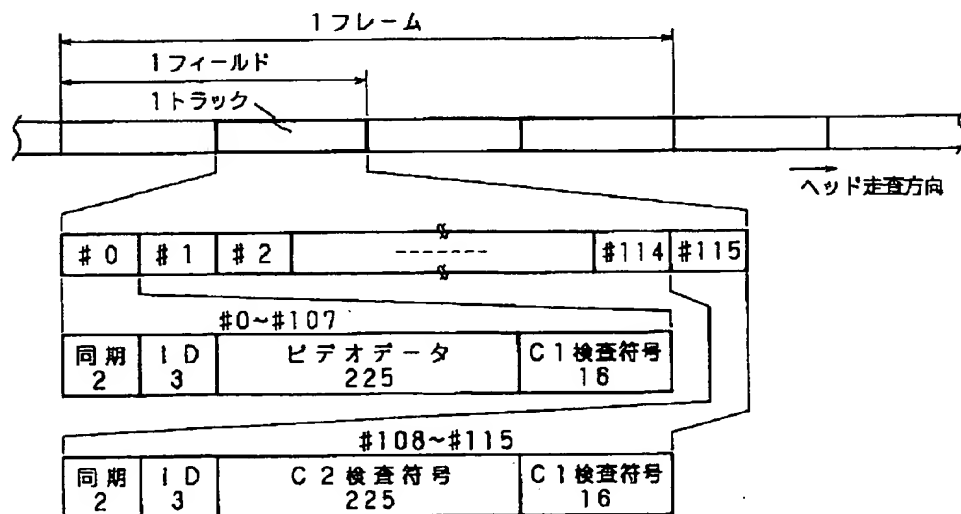 1フレーム
1フィールド
1トラック
ヘッド走査方向
#0 #1 #2 ------- #114 #115
#0~#107
同期 ID ビデオデータ C1検査符号
2 3 225 16
#108~#115
同期 ID C2検査符号 C1検査符号
2 3 225 16